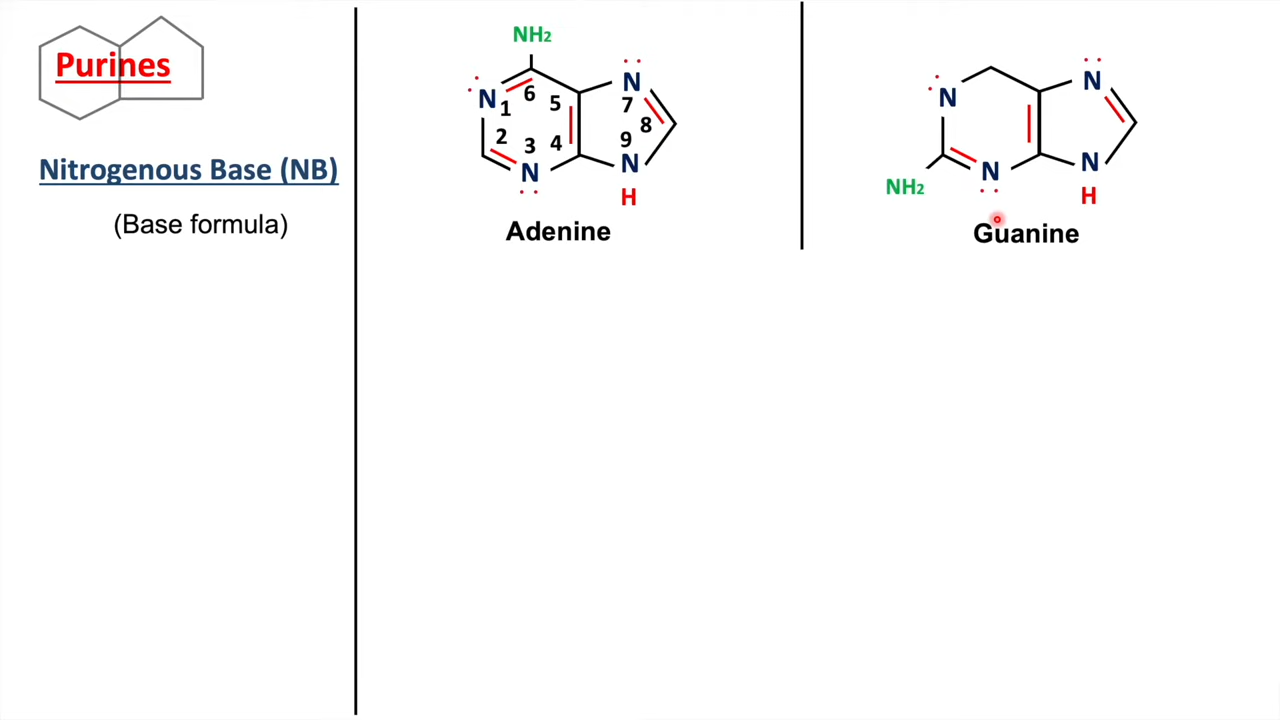 Purines
Nitrogenous Base (NB)
(Base formula)
NH₂
N
1
6
5
N
7
8
2
3
4
9
N
N
H
Adenine
N
N
NH₂
N
N
H
Guanine